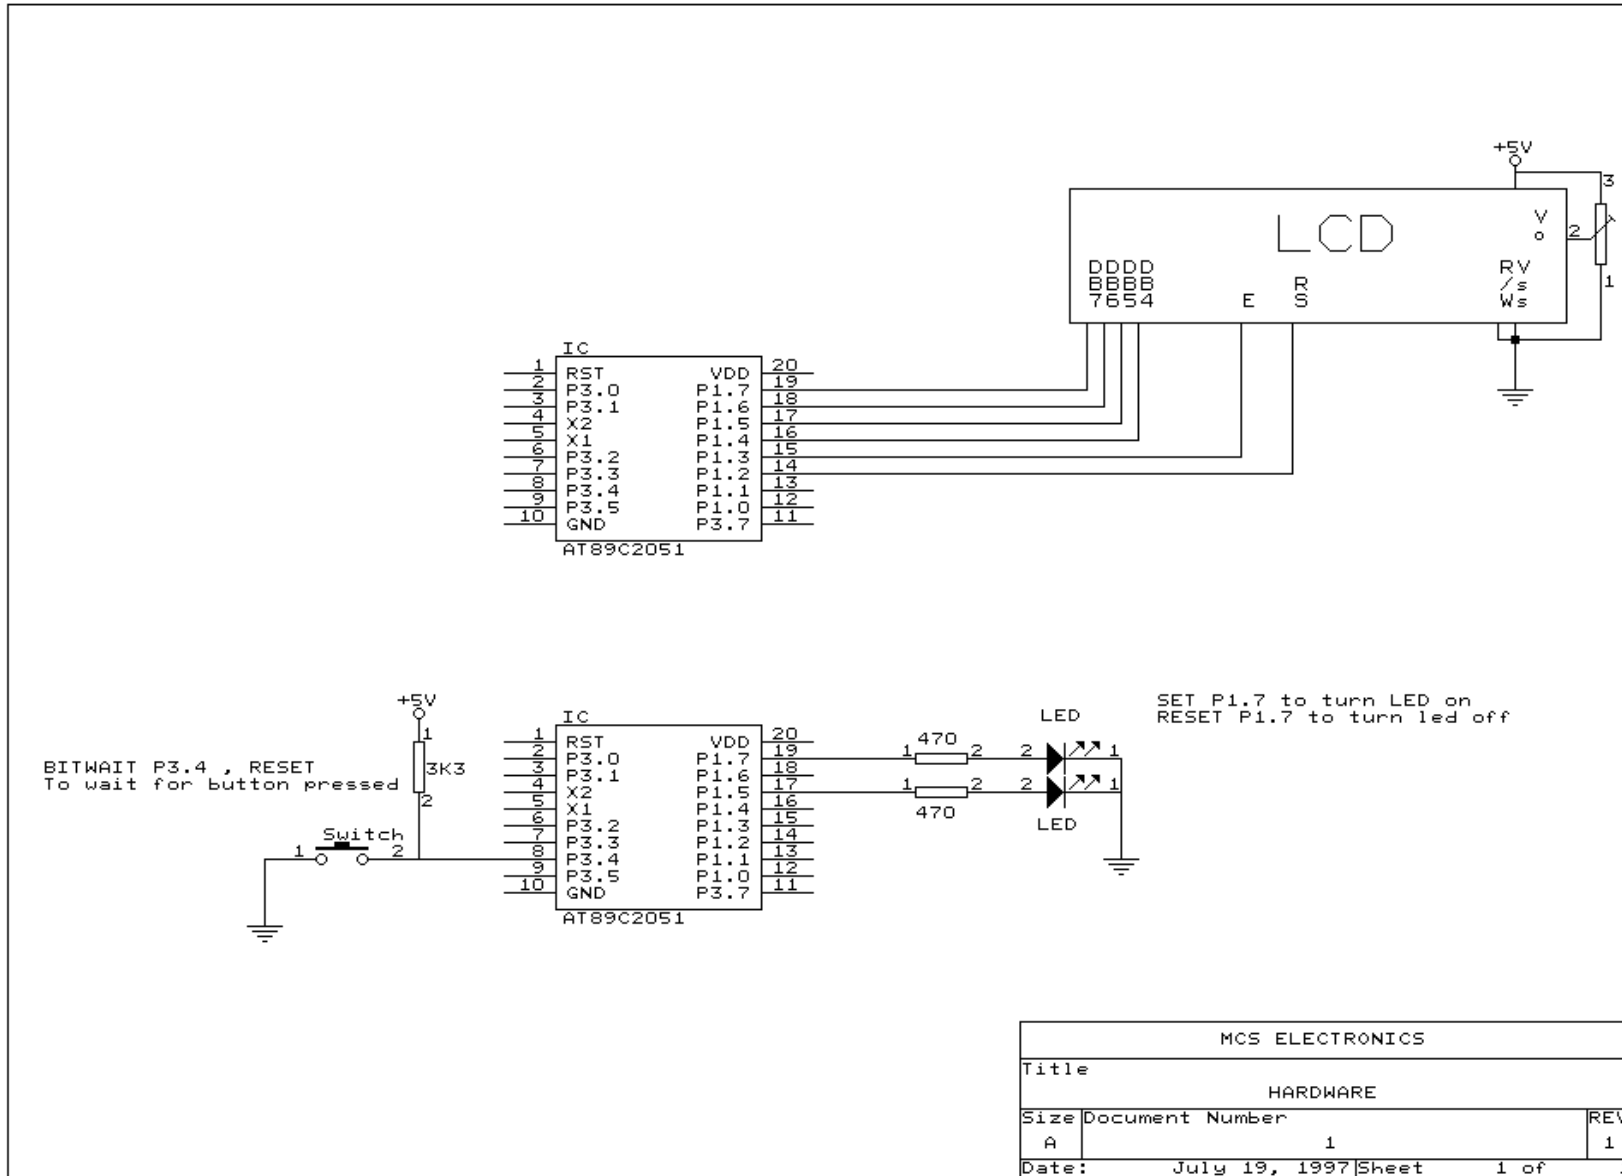 +5V
3
LCD
V
o
2
DDDD
BBBB
7654
E
R
S
RV
/s
Ws
1
IC
1 RST VDD 20
2 P3.0 P1.7 19
3 P3.1 P1.6 18
4 X2 P1.5 17
5 X1 P1.4 16
6 P3.2 P1.3 15
7 P3.3 P1.2 14
8 P3.4 P1.1 13
9 P3.5 P1.0 12
10 GND P3.7 11
AT89C2051
+5V
1
3K3
2
BITWAIT P3.4 , RESET
To wait for button pressed
Switch
1 2
IC
1 RST VDD 20
2 P3.0 P1.7 19
3 P3.1 P1.6 18
4 X2 P1.5 17
5 X1 P1.4 16
6 P3.2 P1.3 15
7 P3.3 P1.2 14
8 P3.4 P1.1 13
9 P3.5 P1.0 12
10 GND P3.7 11
AT89C2051
470
1 2
LED
2 1
1 2
470
2 1
LED
SET P1.7 to turn LED on
RESET P1.7 to turn led off
MCS ELECTRONICS
Title
HARDWARE
Size Document Number REV
A 1 1
Date: July 19, 1997 Sheet 1 of